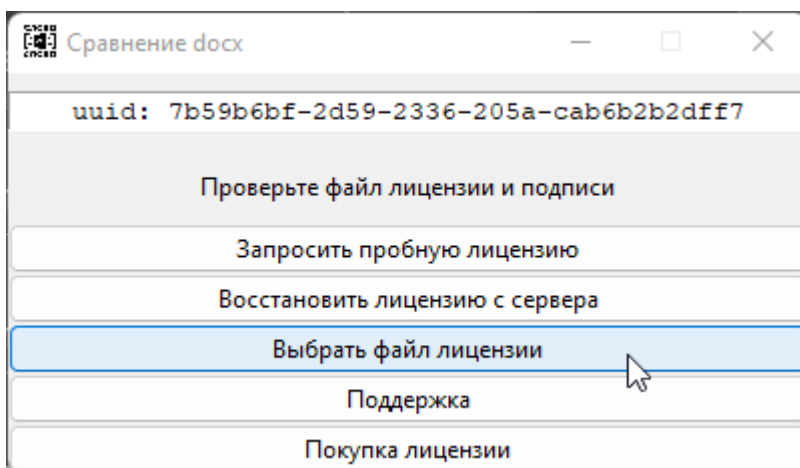 Сравнение docx
uuid: 7b59b6bf-2d59-2336-205a-cab6b2b2dff7
Проверьте файл лицензии и подписи
Запросить пробную лицензию
Восстановить лицензию с сервера
Выбрать файл лицензии
Поддержка
Покупка лицензии